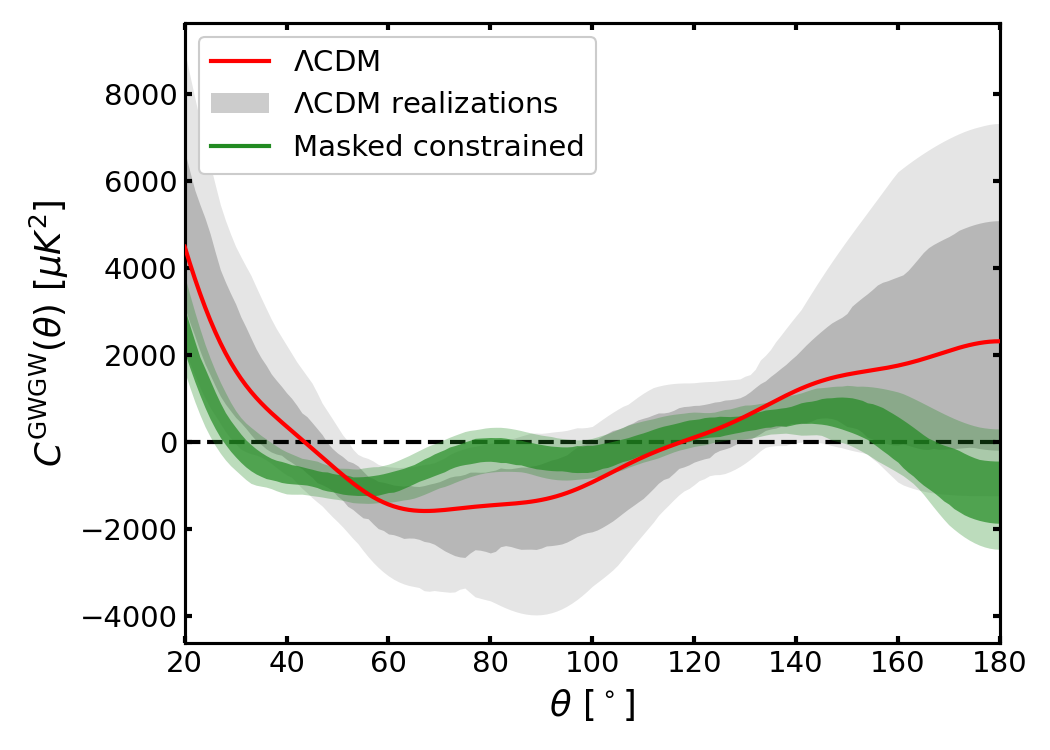 ΛCDM
ΛCDM realizations
Masked constrained
8000
6000
4000
2000
0
−2000
−4000
C^GWGW(θ) [μK²]
20 40 60 80 100 120 140 160 180
θ [°]